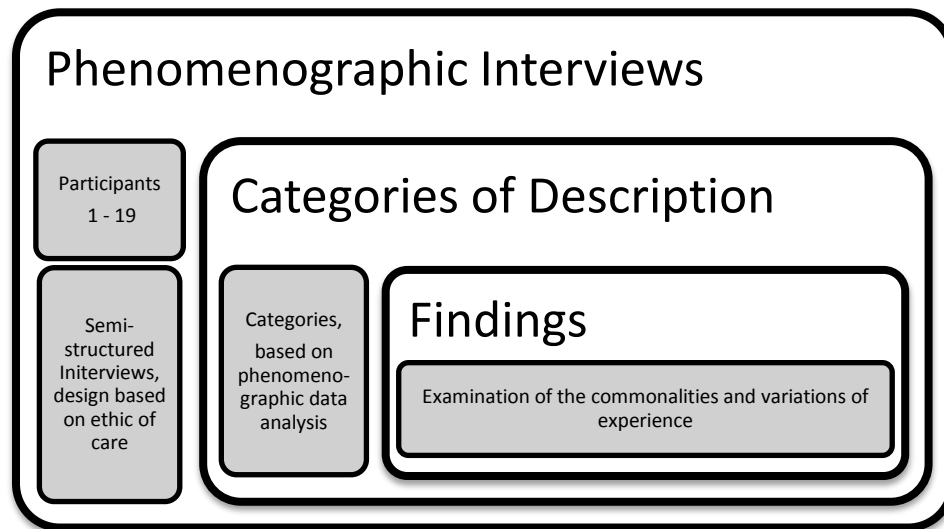 Phenomenographic Interviews
Participants
1 - 19
Semi-
structured
Initerviews,
design based
on ethic of
care
Categories of Description
Categories,
based on
phenomeno-
graphic data
analysis
Findings
Examination of the commonalities and variations of
experience